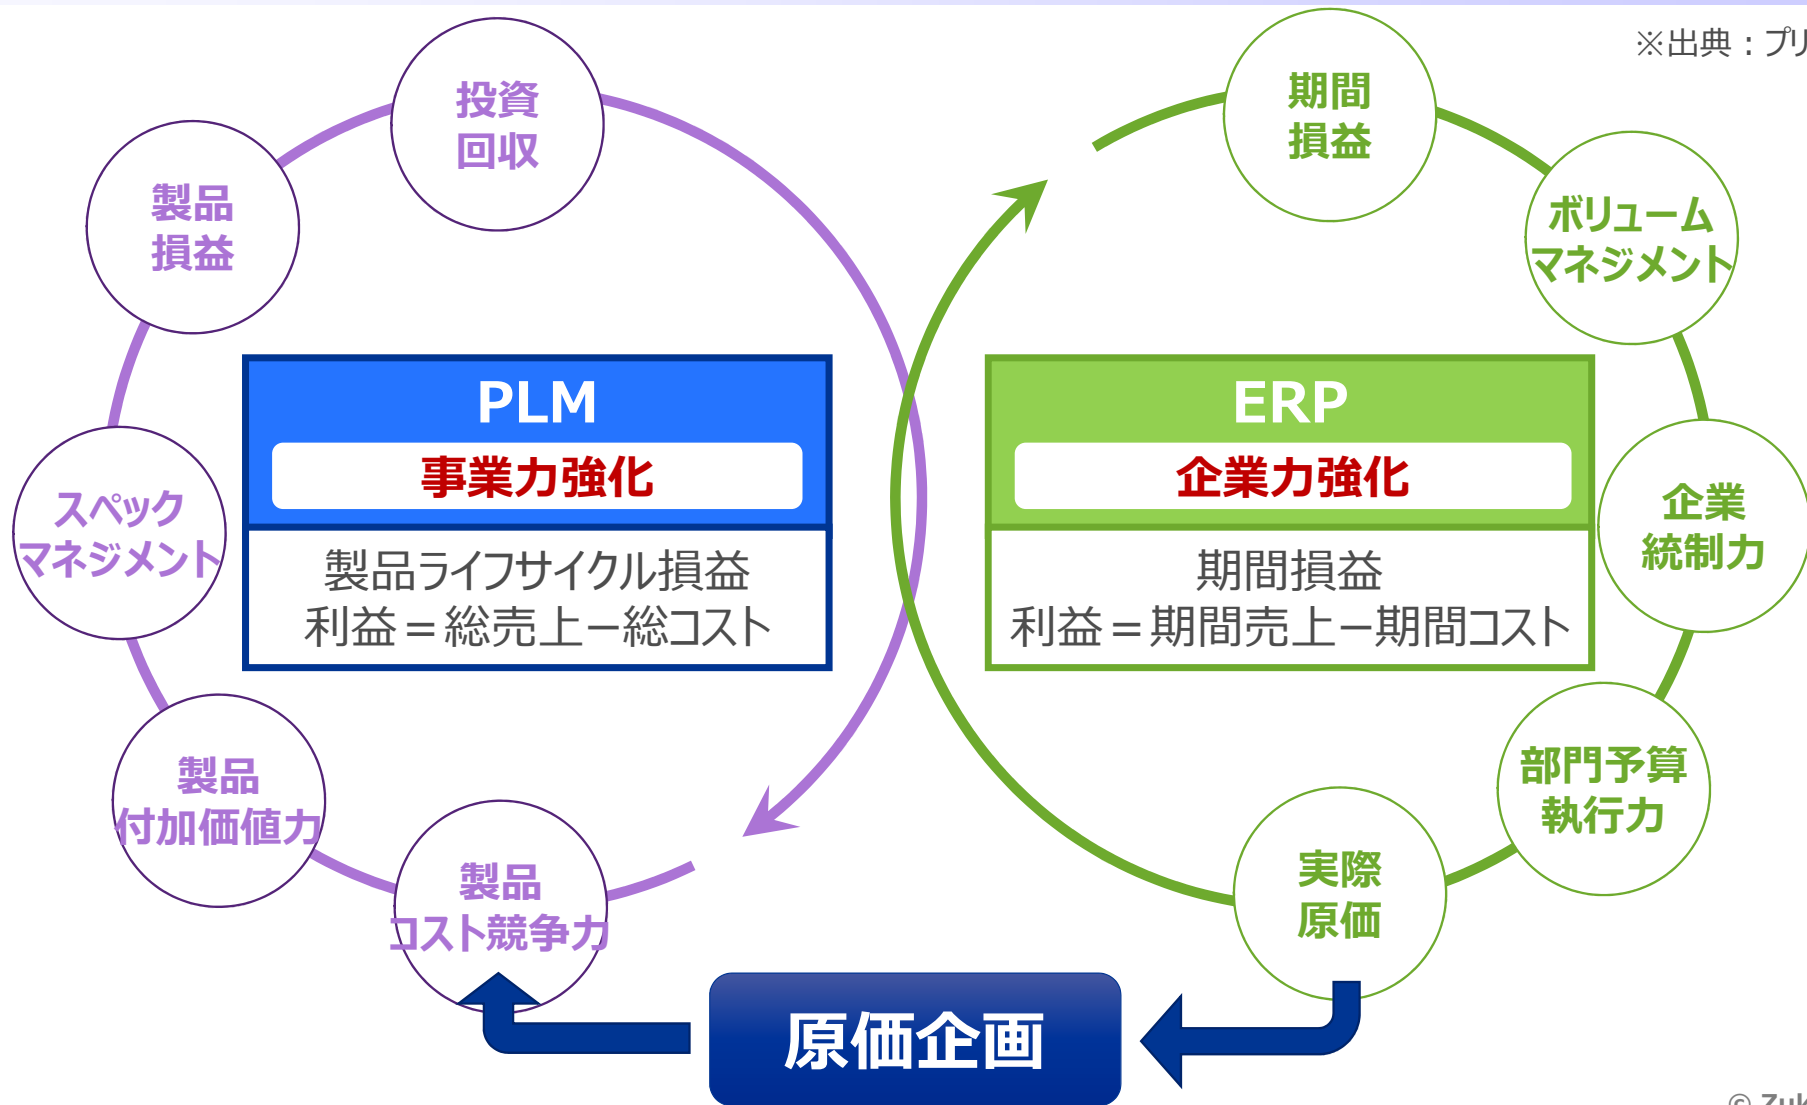 ※出典：プリ
投資
回収
期間
損益
製品
損益
ボリューム
マネジメント
PLM
事業力強化
製品ライフサイクル損益
利益＝総売上ー総コスト
ERP
企業力強化
期間損益
利益＝期間売上ー期間コスト
スペック
マネジメント
企業
統制力
製品
付加価値力
部門予算
執行力
製品
コスト競争力
実際
原価
原価企画
© Zuk